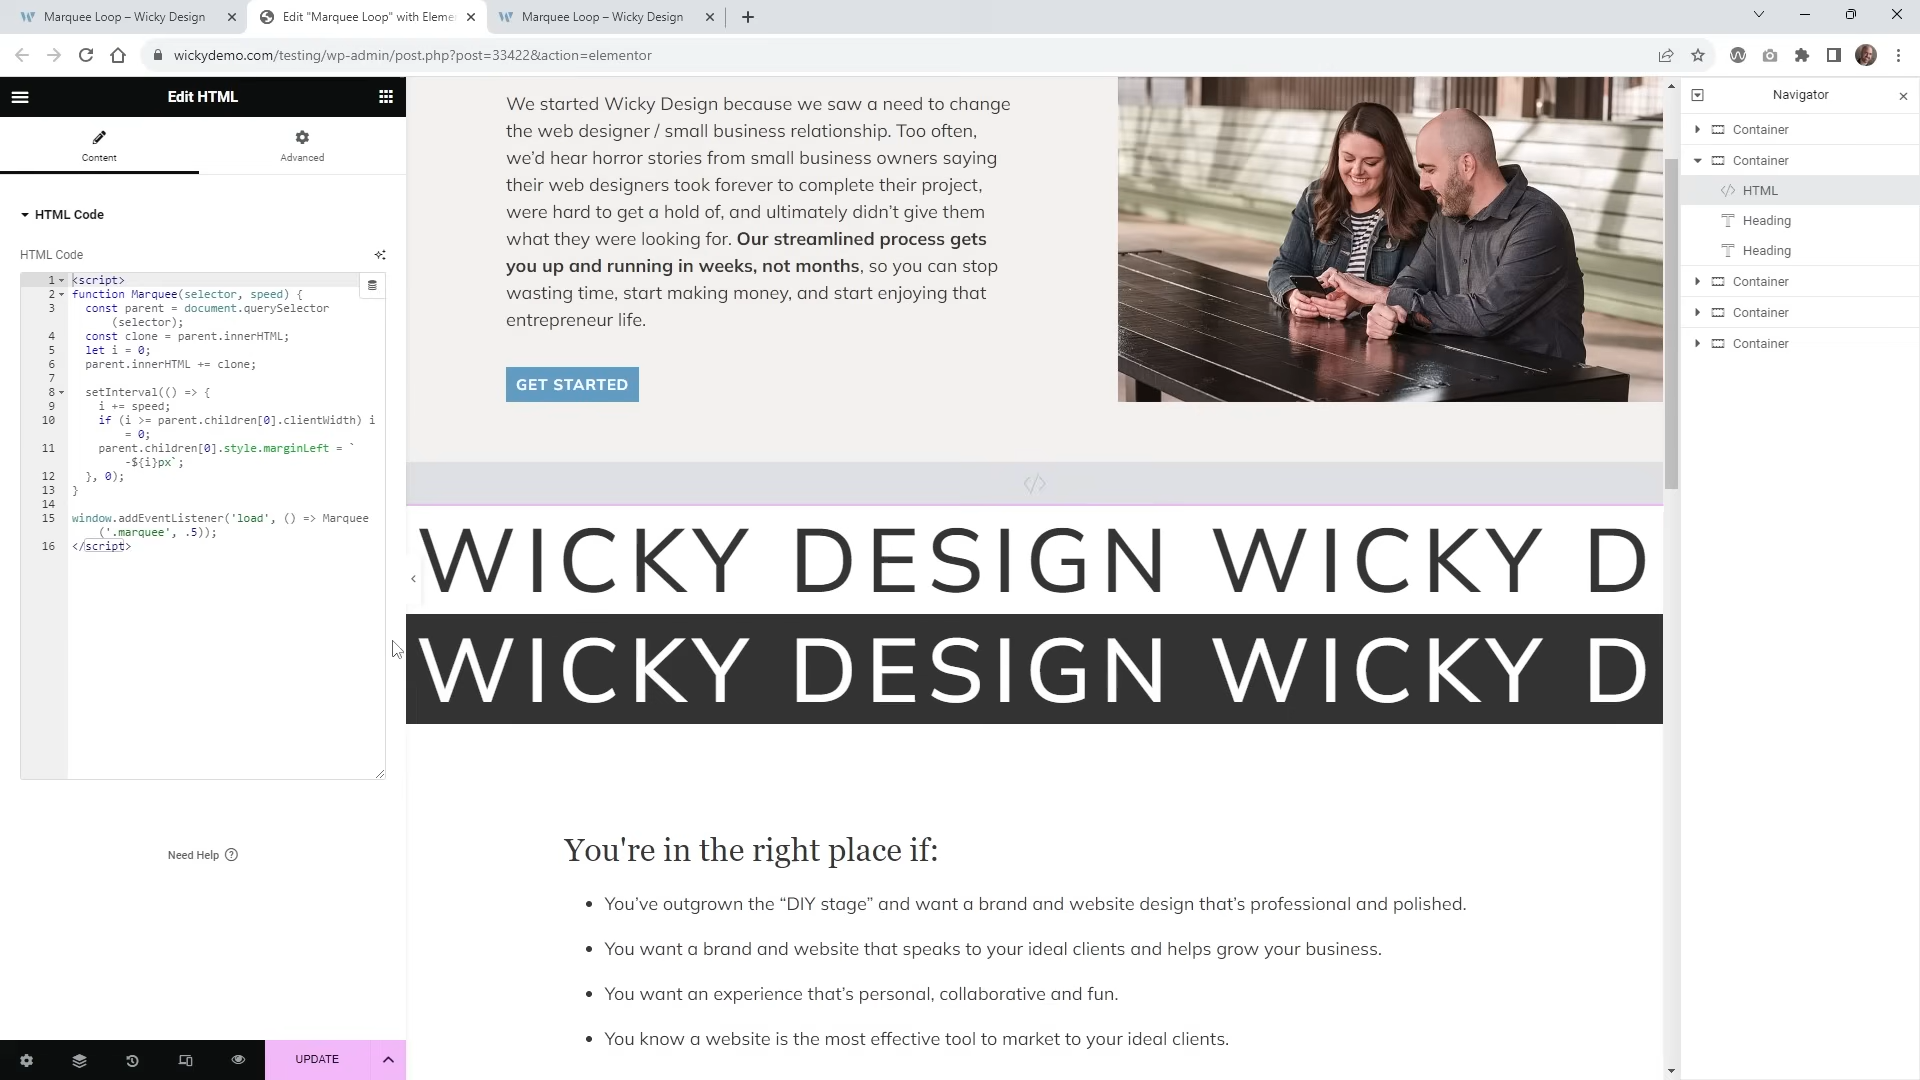 Marquee Loop – Wicky Design
Edit "Marquee Loop" with Eleme
Marquee Loop – Wicky Design
wickydemo.com/testing/wp-admin/post.php?post=33422&action=elementor
Edit HTML
Content
Advanced
HTML Code
HTML Code
1 <script>
2 function Marquee(selector, speed) {
3 const parent = document.querySelector
(selector);
4 const clone = parent.innerHTML;
5 let i = 0;
6 parent.innerHTML += clone;
7
8 setInterval(() => {
9 i += speed;
10 if (i >= parent.children[0].clientWidth) i
= 0;
11 parent.children[0].style.marginLeft = `
-${i}px`;
12 }, 0);
13 }
14
15 window.addEventListener('load', () => Marquee
('.marquee', .5));
16 </script>
Need Help
UPDATE
We started Wicky Design because we saw a need to change
the web designer / small business relationship. Too often,
we’d hear horror stories from small business owners saying
their web designers took forever to complete their project,
were hard to get a hold of, and ultimately didn’t give them
what they were looking for. Our streamlined process gets
you up and running in weeks, not months, so you can stop
wasting time, start making money, and start enjoying that
entrepreneur life.
GET STARTED
WICKY DESIGN WICKY D
WICKY DESIGN WICKY D
You're in the right place if:
• You’ve outgrown the “DIY stage” and want a brand and website design that’s professional and polished.
• You want a brand and website that speaks to your ideal clients and helps grow your business.
• You want an experience that’s personal, collaborative and fun.
• You know a website is the most effective tool to market to your ideal clients.
Navigator
Container
Container
HTML
Heading
Heading
Container
Container
Container